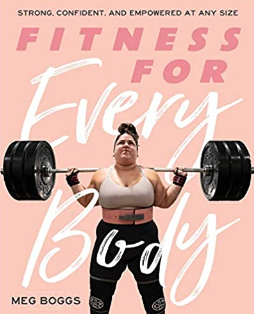 STRONG, CONFIDENT, AND EMPOWERED AT ANY SIZE
FITNESS
FOR
Every
Body
MEG BOGGS